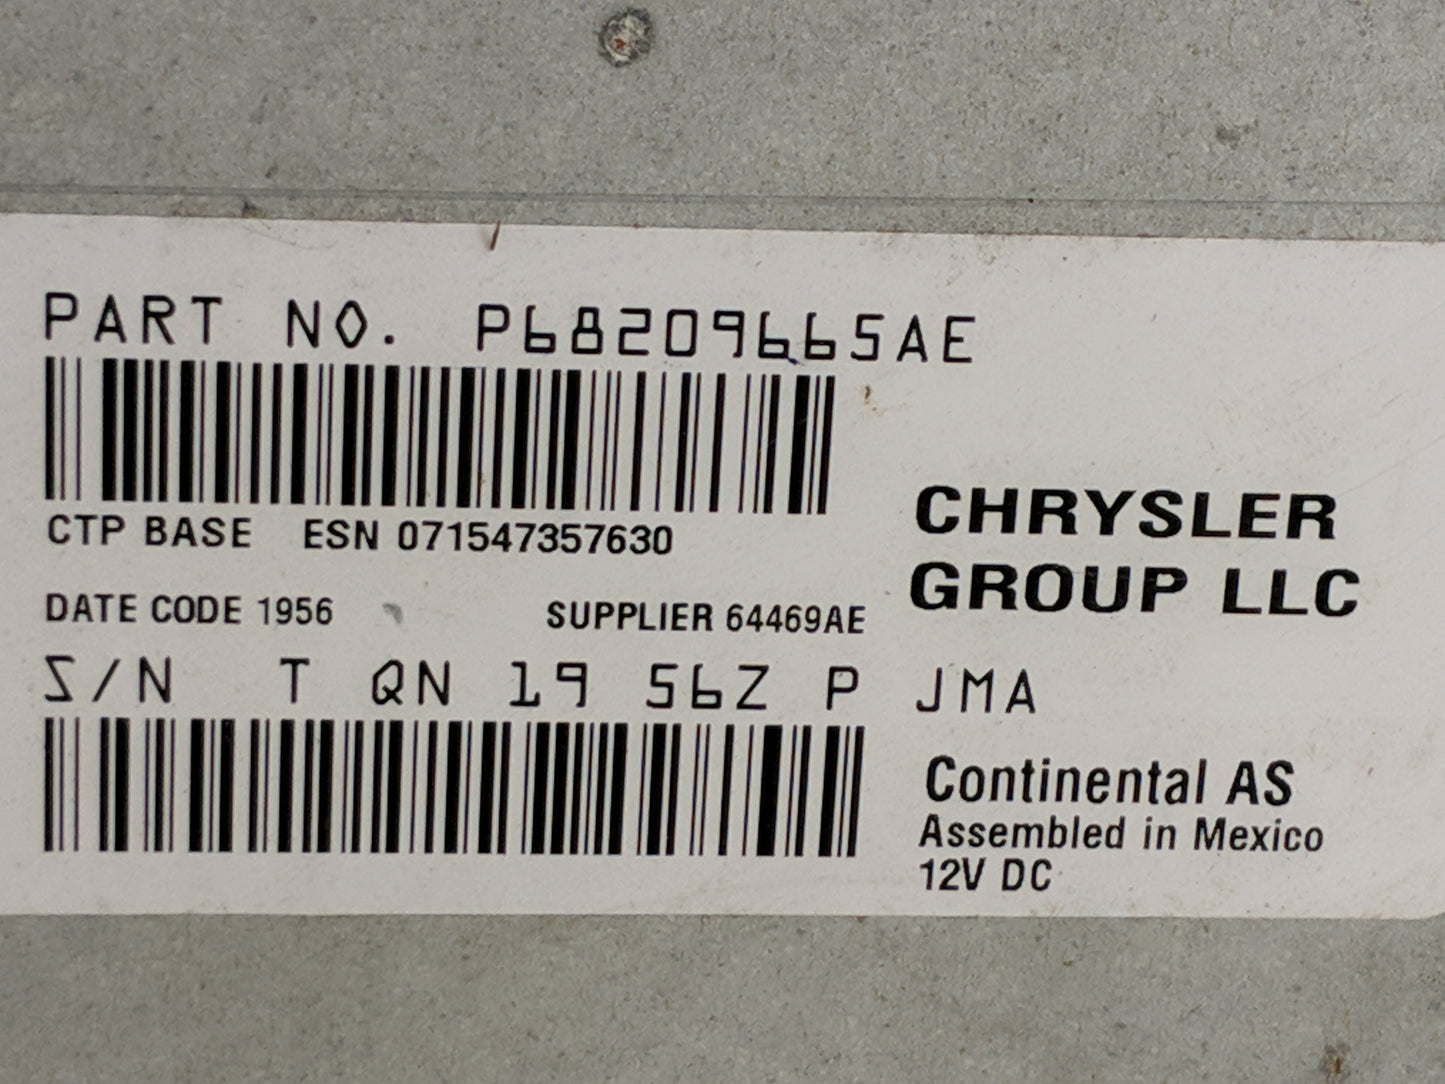 PART NO. P68209665AE
CTP BASE ESN 071547357630
DATE CODE 1956 SUPPLIER 64469AE
S/N T QN 19 56Z P JMA
CHRYSLER
GROUP LLC
Continental AS
Assembled in Mexico
12V DC